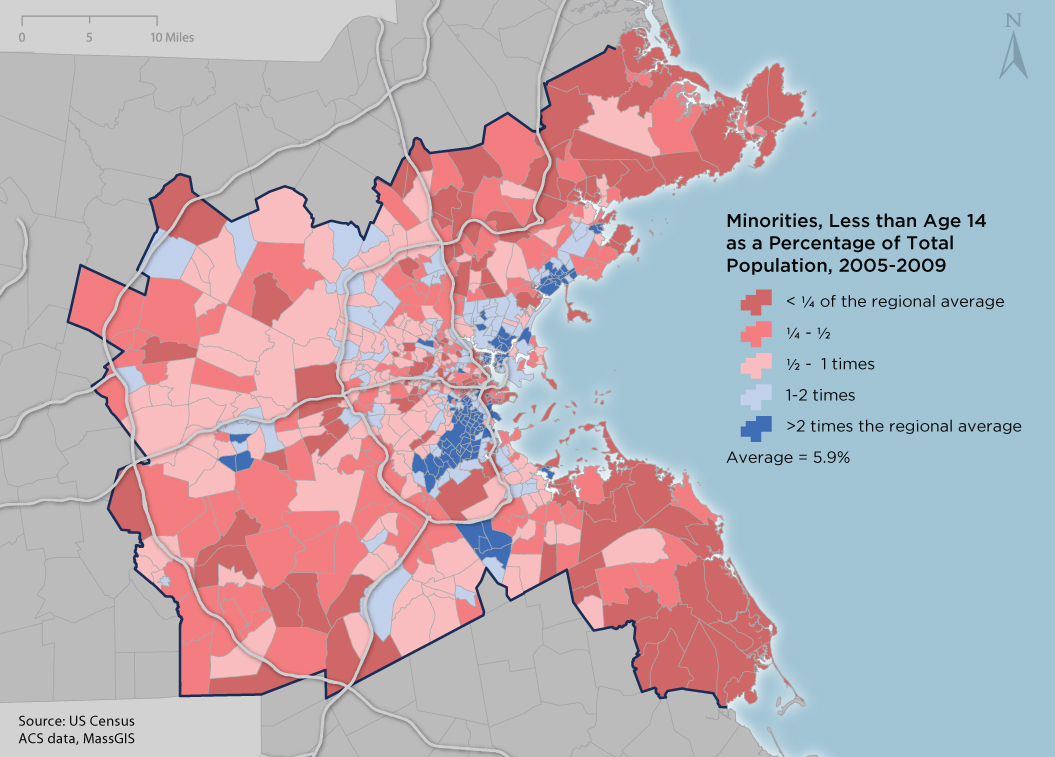 0 5 10 Miles
N
Minorities, Less than Age 14
as a Percentage of Total
Population, 2005-2009
< ¼ of the regional average
¼ - ½
½ - 1 times
1-2 times
>2 times the regional average
Average = 5.9%
Source: US Census
ACS data, MassGIS